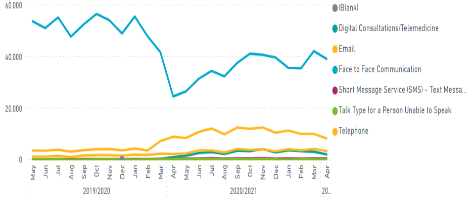 60,000
40,000
20,000
0
May Jun Jul Aug Sep Oct Nov Dec Jan Feb Mar Apr May Jun Jul Aug Sep Oct Nov Dec Jan Feb Mar Apr
2019/2020 2020/2021 20...
(Blank)
Digital Consultations/Telemedicine
Email
Face to Face Communication
Short Message Service (SMS) - Text Messa...
Talk Type for a Person Unable to Speak
Telephone